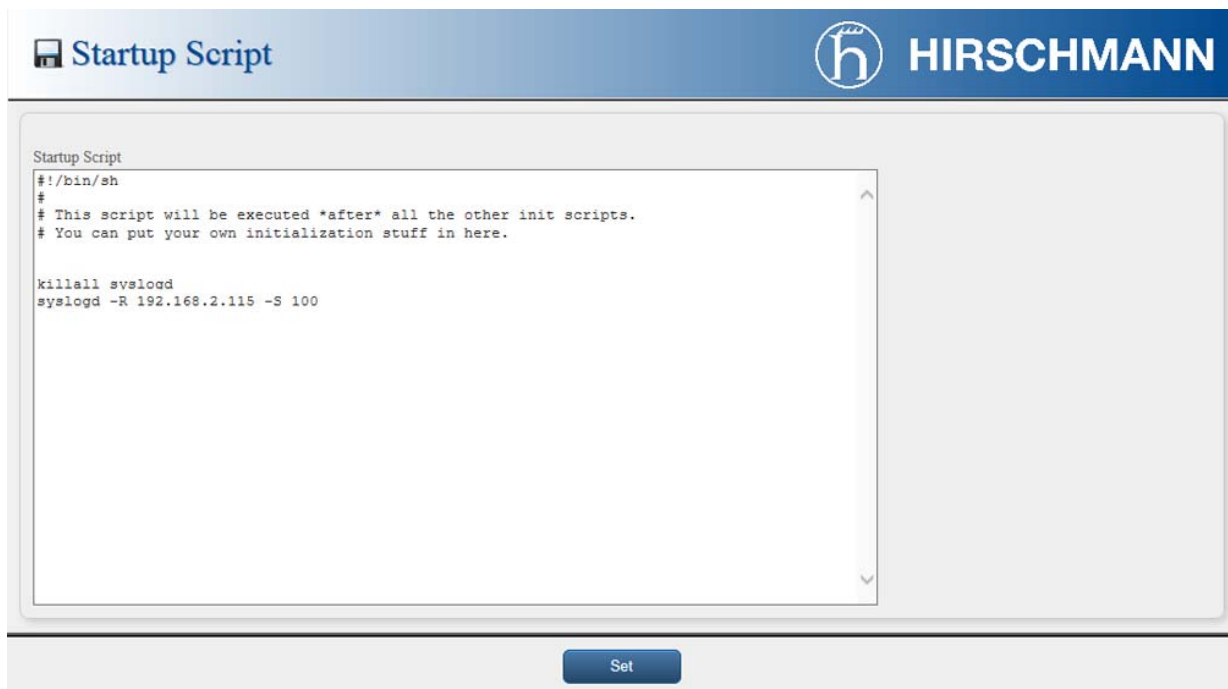 Startup Script
HIRSCHMANN
Startup Script
#!/bin/sh
#
# This script will be executed *after* all the other init scripts.
# You can put your own initialization stuff in here.
killall syslogd
syslogd -R 192.168.2.115 -S 100
Set